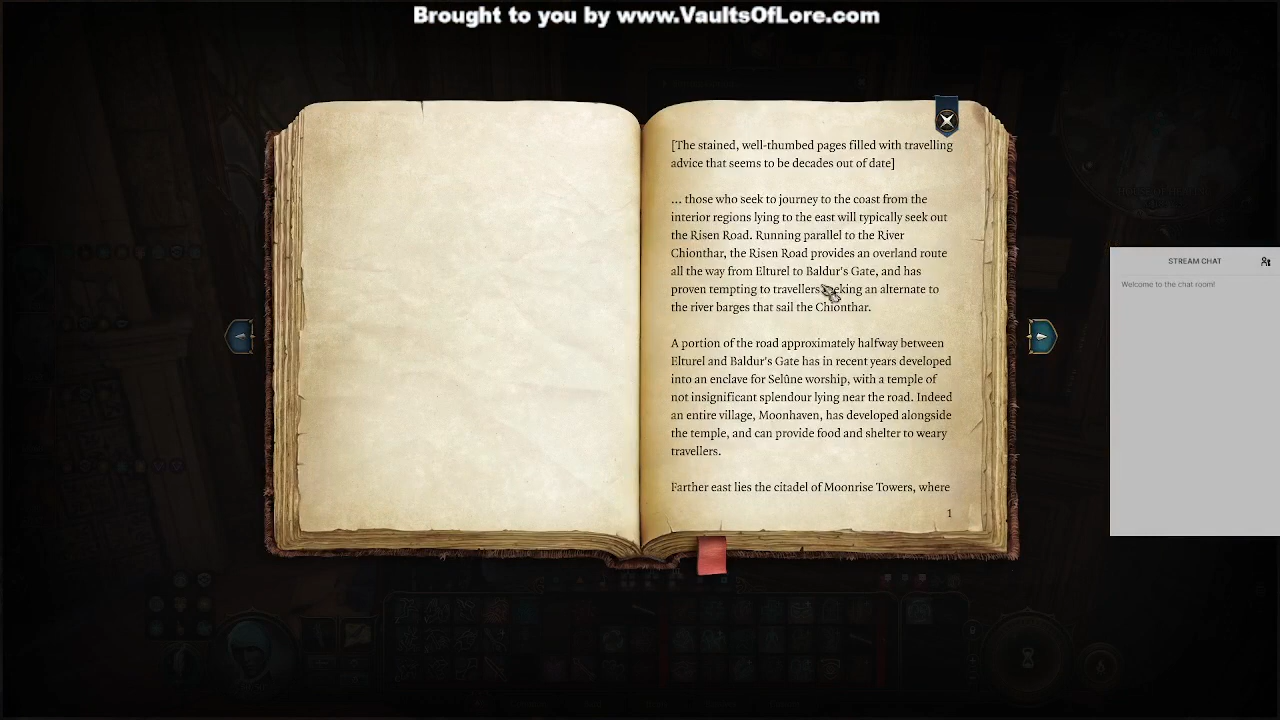 Brought to you by www.VaultsOfLore.com
[The stained, well-thumbed pages filled with travelling
advice that seems to be decades out of date]
... those who seek to journey to the coast from the
interior regions lying to the east will typically seek out
the Risen Road. Running parallel to the River
Chionthar, the Risen Road provides an overland route
all the way from Elturel to Baldur's Gate, and has
proven tempting to travellers seeking an alternate to
the river barges that sail the Chionthar.
A portion of the road approximately halfway between
Elturel and Baldur's Gate has in recent years developed
into an enclave for Selûne worship, with a temple of
not insignificant splendour lying near the road. Indeed
an entire village, Moonhaven, has developed alongside
the temple, and can provide food and shelter to weary
travellers.
Farther east lies the citadel of Moonrise Towers, where
1
STREAM CHAT
Welcome to the chat room!